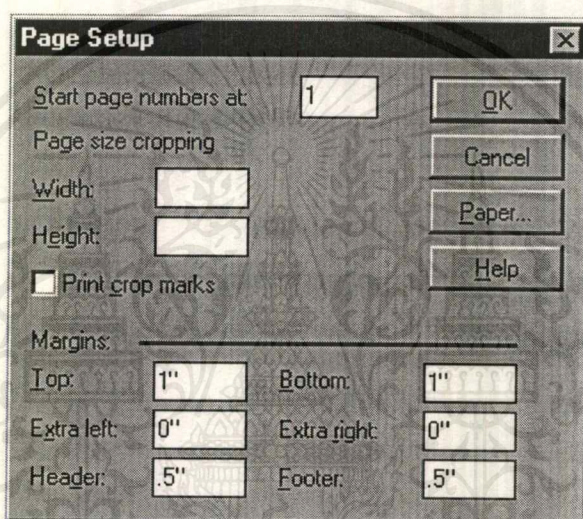 Page Setup
Start page numbers at: 1
OK
Page size cropping
Cancel
Width:
Paper...
Height:
Help
Print crop marks
Margins:
Top: 1" Bottom: 1"
Extra left: 0" Extra right: 0"
Header: .5" Footer: .5"